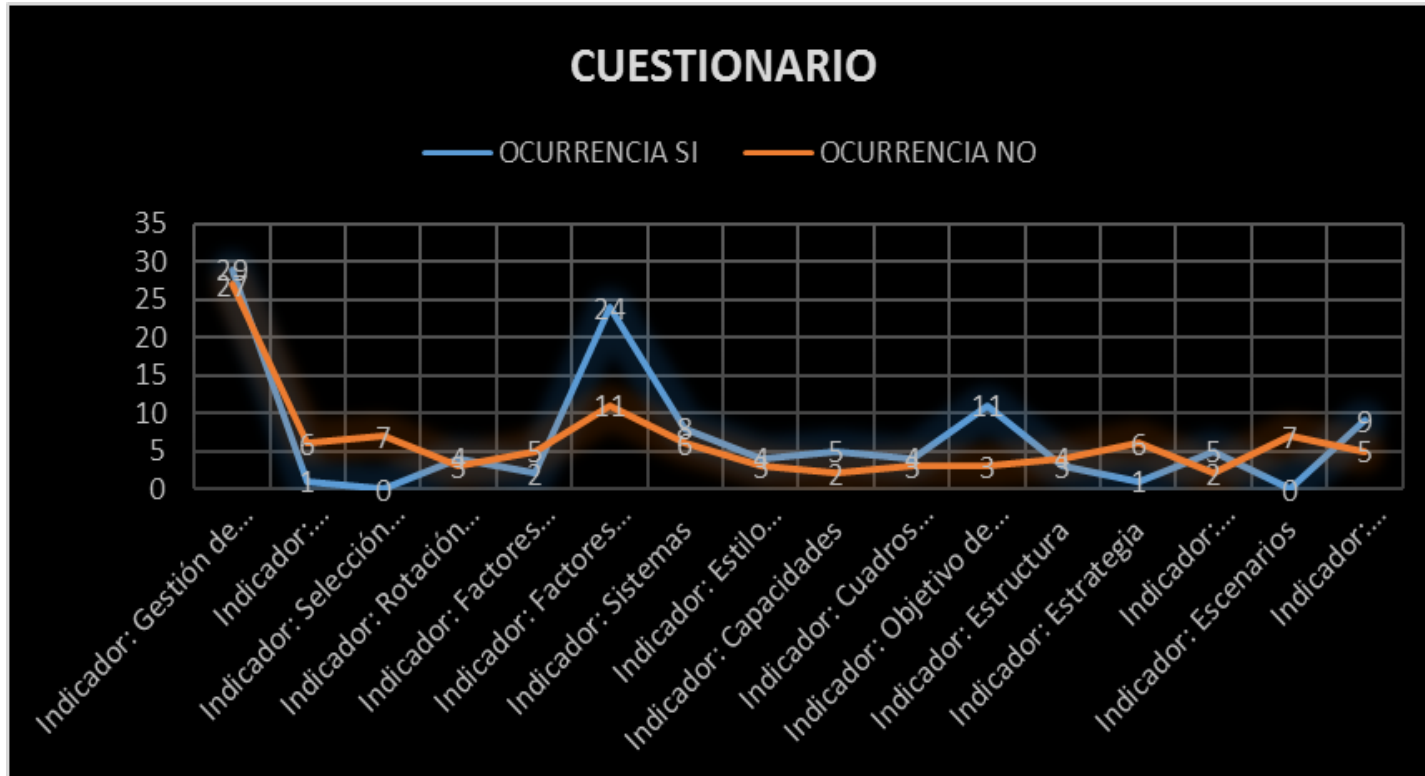 CUESTIONARIO
OCURRENCIA SI OCURRENCIA NO
35
30
25
20
15
10
5
0
29 1 0 4 2 24 8 4 5 4 11 3 1 5 0 9
27 6 7 3 5 11 6 3 2 3 3 4 6 2 7 5
Indicador: Gestión de...
Indicador:...
Indicador: Selección...
Indicador: Rotación...
Indicador: Factores...
Indicador: Factores...
Indicador: Sistemas
Indicador: Estilo...
Indicador: Capacidades
Indicador: Cuadros...
Indicador: Objetivo de...
Indicador: Estructura
Indicador: Estrategia
Indicador:...
Indicador: Escenarios
Indicador:...